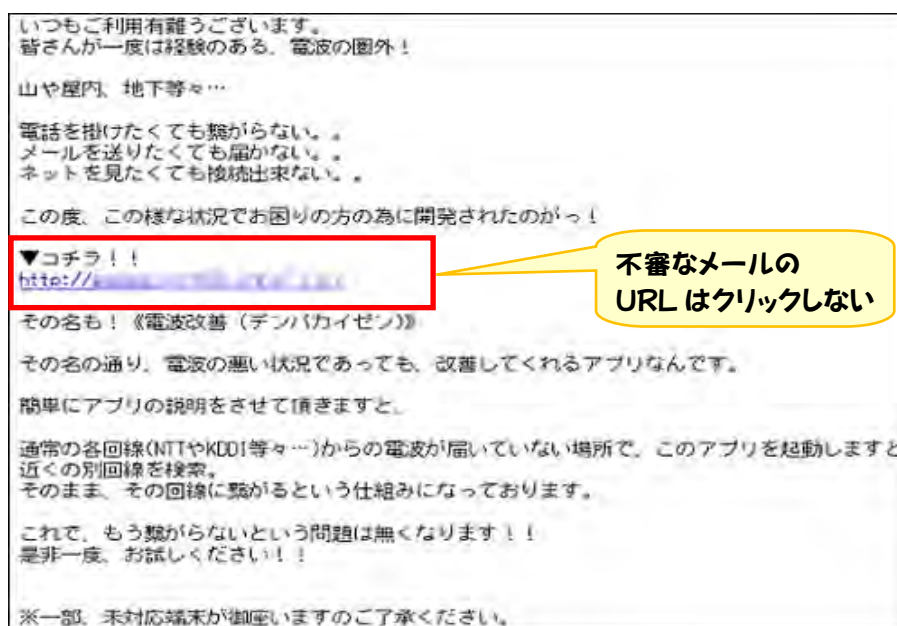 いつもご利用有難うございます。
皆さんが一度は経験のある、電波の圏外!
山や屋内、地下等々…
電話を掛けたくても繋がらない。。
メールを送りたくても届かない。。
ネットを見たくても接続出来ない。。
この度、この様な状況でお困りの方の為に開発されたのがっ!
▼コチラ!!
http://
不審なメールの
URLはクリックしない
その名も!《電波改善(デンパカイゼン)》
その名の通り、電波の悪い状況であっても、改善してくれるアプリなんです。
簡単にアプリの説明をさせて頂きますと、
通常の各回線(NTTやKDDI等々…)からの電波が届いていない場所で、このアプリを起動しますと
近くの別回線を検索。
そのまま、その回線に繋がるという仕組みになっております。
これで、もう繋がらないという問題は無くなります!!
是非一度、お試しください!!
※一部、未対応端末が御座いますのご了承ください。